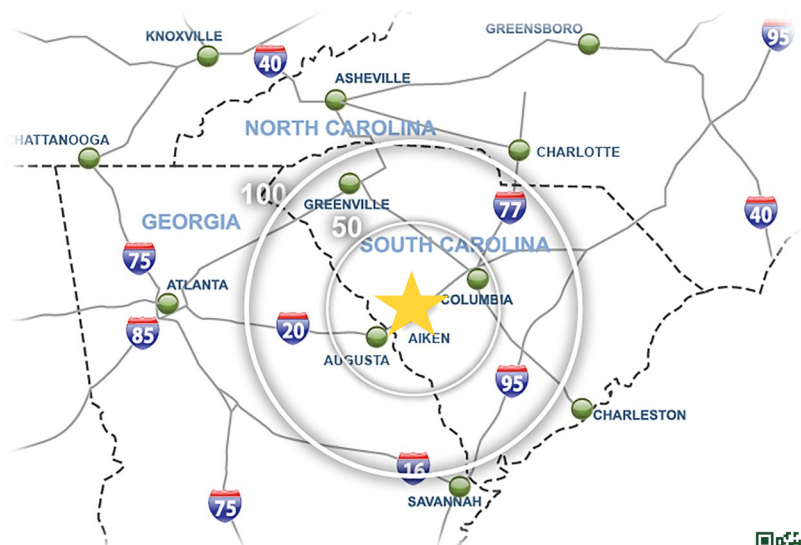 KNOXVILLE
GREENSBORO
95
40
ASHEVILLE
NORTH CAROLINA
CHATTANOOGA
CHARLOTTE
100
GREENVILLE
77
40
50
GEORGIA
SOUTH CAROLINA
75
ATLANTA
COLUMBIA
85
20
AIKEN
AUGUSTA
95
CHARLESTON
16
75
SAVANNAH